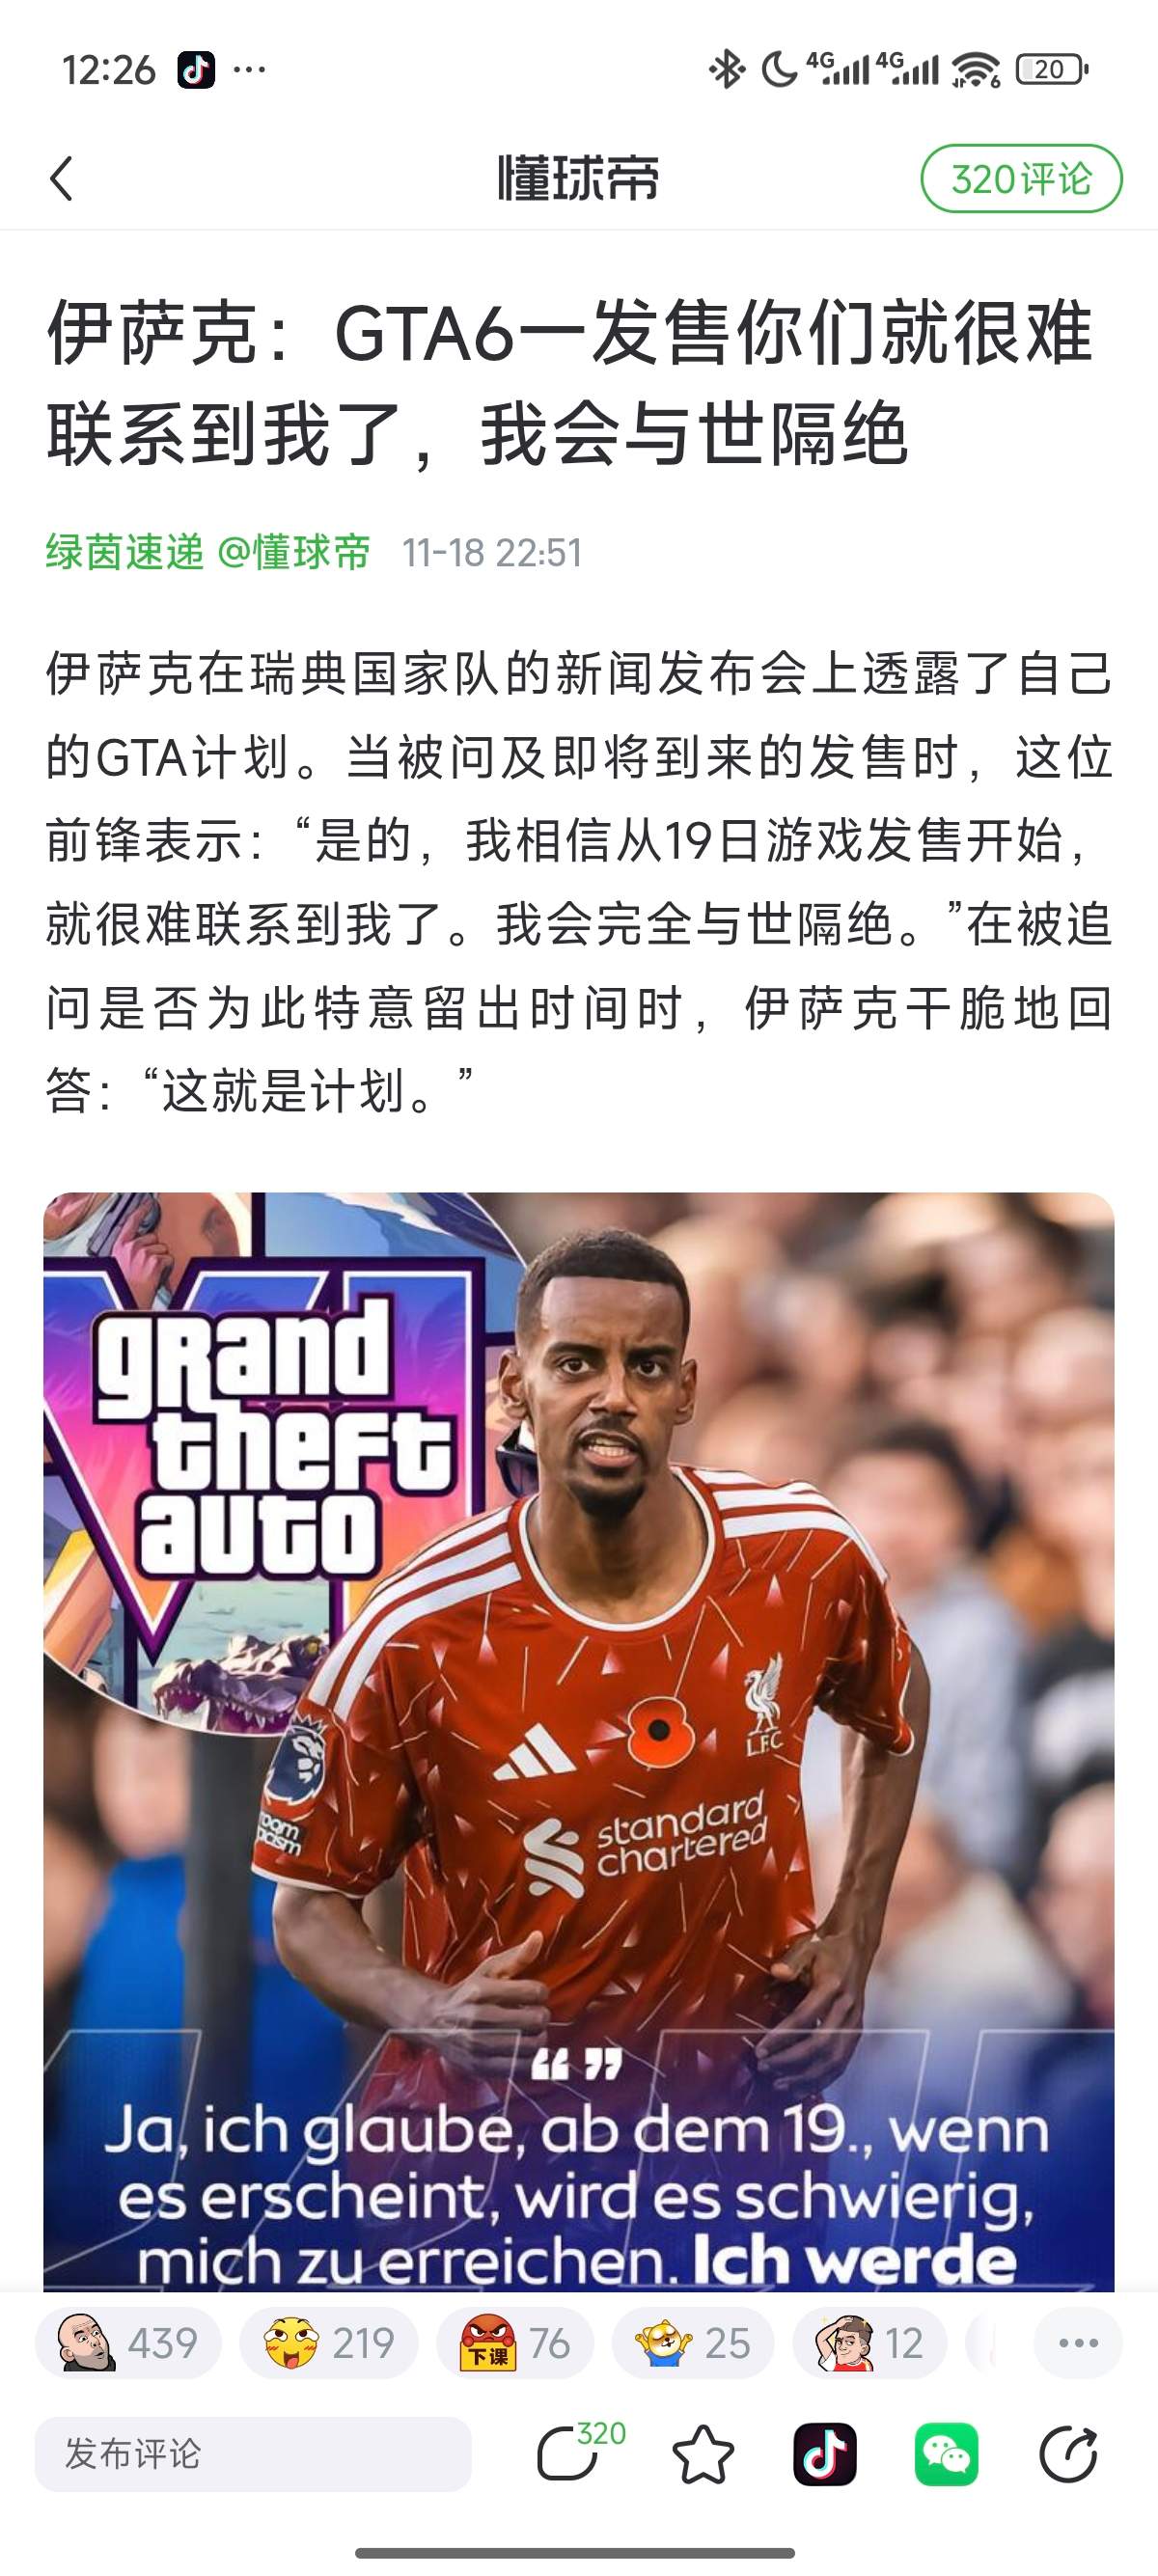 12:26
4G 4G 6 20
懂球帝
320评论
伊萨克：GTA6一发售你们就很难
联系到我了，我会与世隔绝
绿茵速递 @懂球帝 11-18 22:51
伊萨克在瑞典国家队的新闻发布会上透露了自己
的GTA计划。当被问及即将到来的发售时，这位
前锋表示：“是的，我相信从19日游戏发售开始，
就很难联系到我了。我会完全与世隔绝。”在被追
问是否为此特意留出时间时，伊萨克干脆地回
答：“这就是计划。”
VI
grand
theft
auto
L.F.C
standard
chartered
“ ”
Ja, ich glaube, ab dem 19., wenn
es erscheint, wird es schwierig,
mich zu erreichen. Ich werde
439 219 下课 76 25 12
发布评论
320